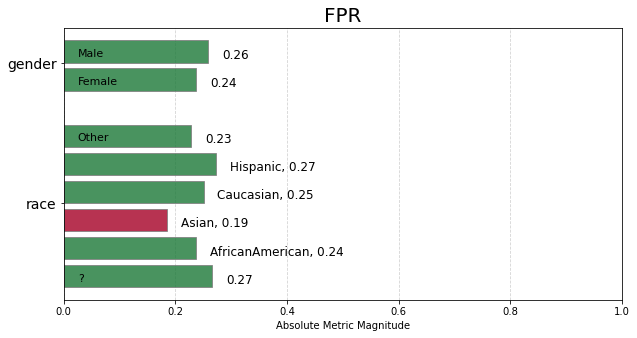 FPR
gender
Male 0.26
Female 0.24
Other 0.23
Hispanic, 0.27
Caucasian, 0.25
race
Asian, 0.19
AfricanAmerican, 0.24
? 0.27
0.0 0.2 0.4 0.6 0.8 1.0
Absolute Metric Magnitude